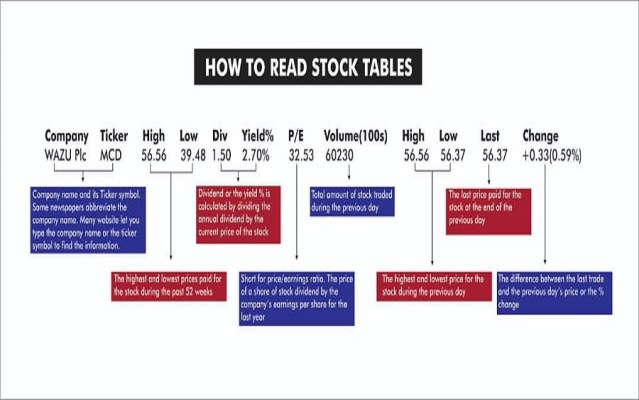 HOW TO READ STOCK TABLES
Company Ticker High Low Div Yield% P/E Volume(100s) High Low Last Change
WAZU Plc MCD 56.56 39.48 1.50 2.70% 32.53 60230 56.56 56.37 56.37 +0.33(0.59%)
Company name and its Ticker symbol.
Some newspapers abbreviate the
company name. Many website let you
type the company name or the ticker
symbol to find the information.
Dividend or the yield % is
calculated by dividing the
annual dividend by the
current price of the stock
Total amount of stock traded
during the previous day
The last price paid for the
stock at the end of the
previous day
The highest and lowest prices paid for
the stock during the past 52 weeks
Short for price/earnings ratio. The price
of a share of stock dividend by the
company's earnings per share for the
last year
The highest and lowest price for the
stock during the previous day
The difference between the last trade
and the previous day's price or the %
change